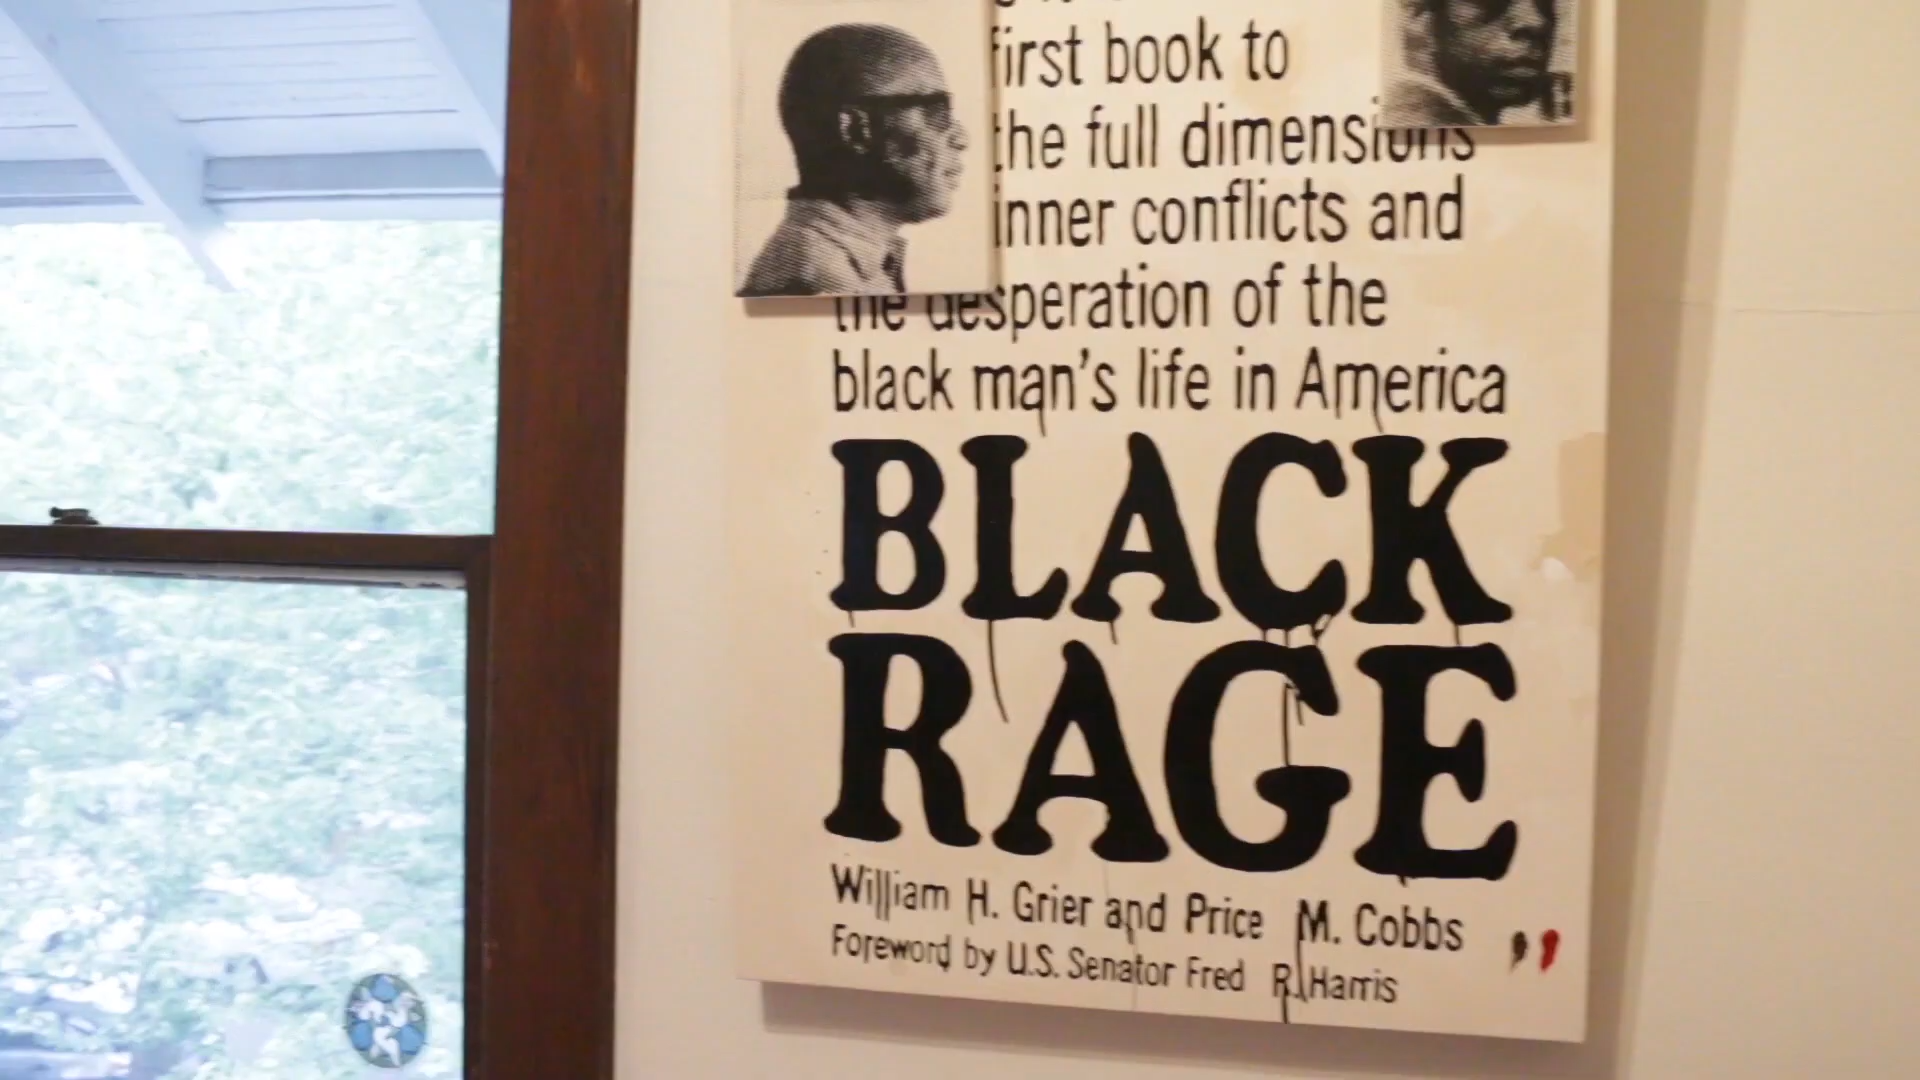 first book to
the full dimensions
inner conflicts and
the desperation of the
black man's life in America
BLACK
RAGE
William H. Grier and Price M. Cobbs
Foreword by U.S. Senator Fred R. Harris
"